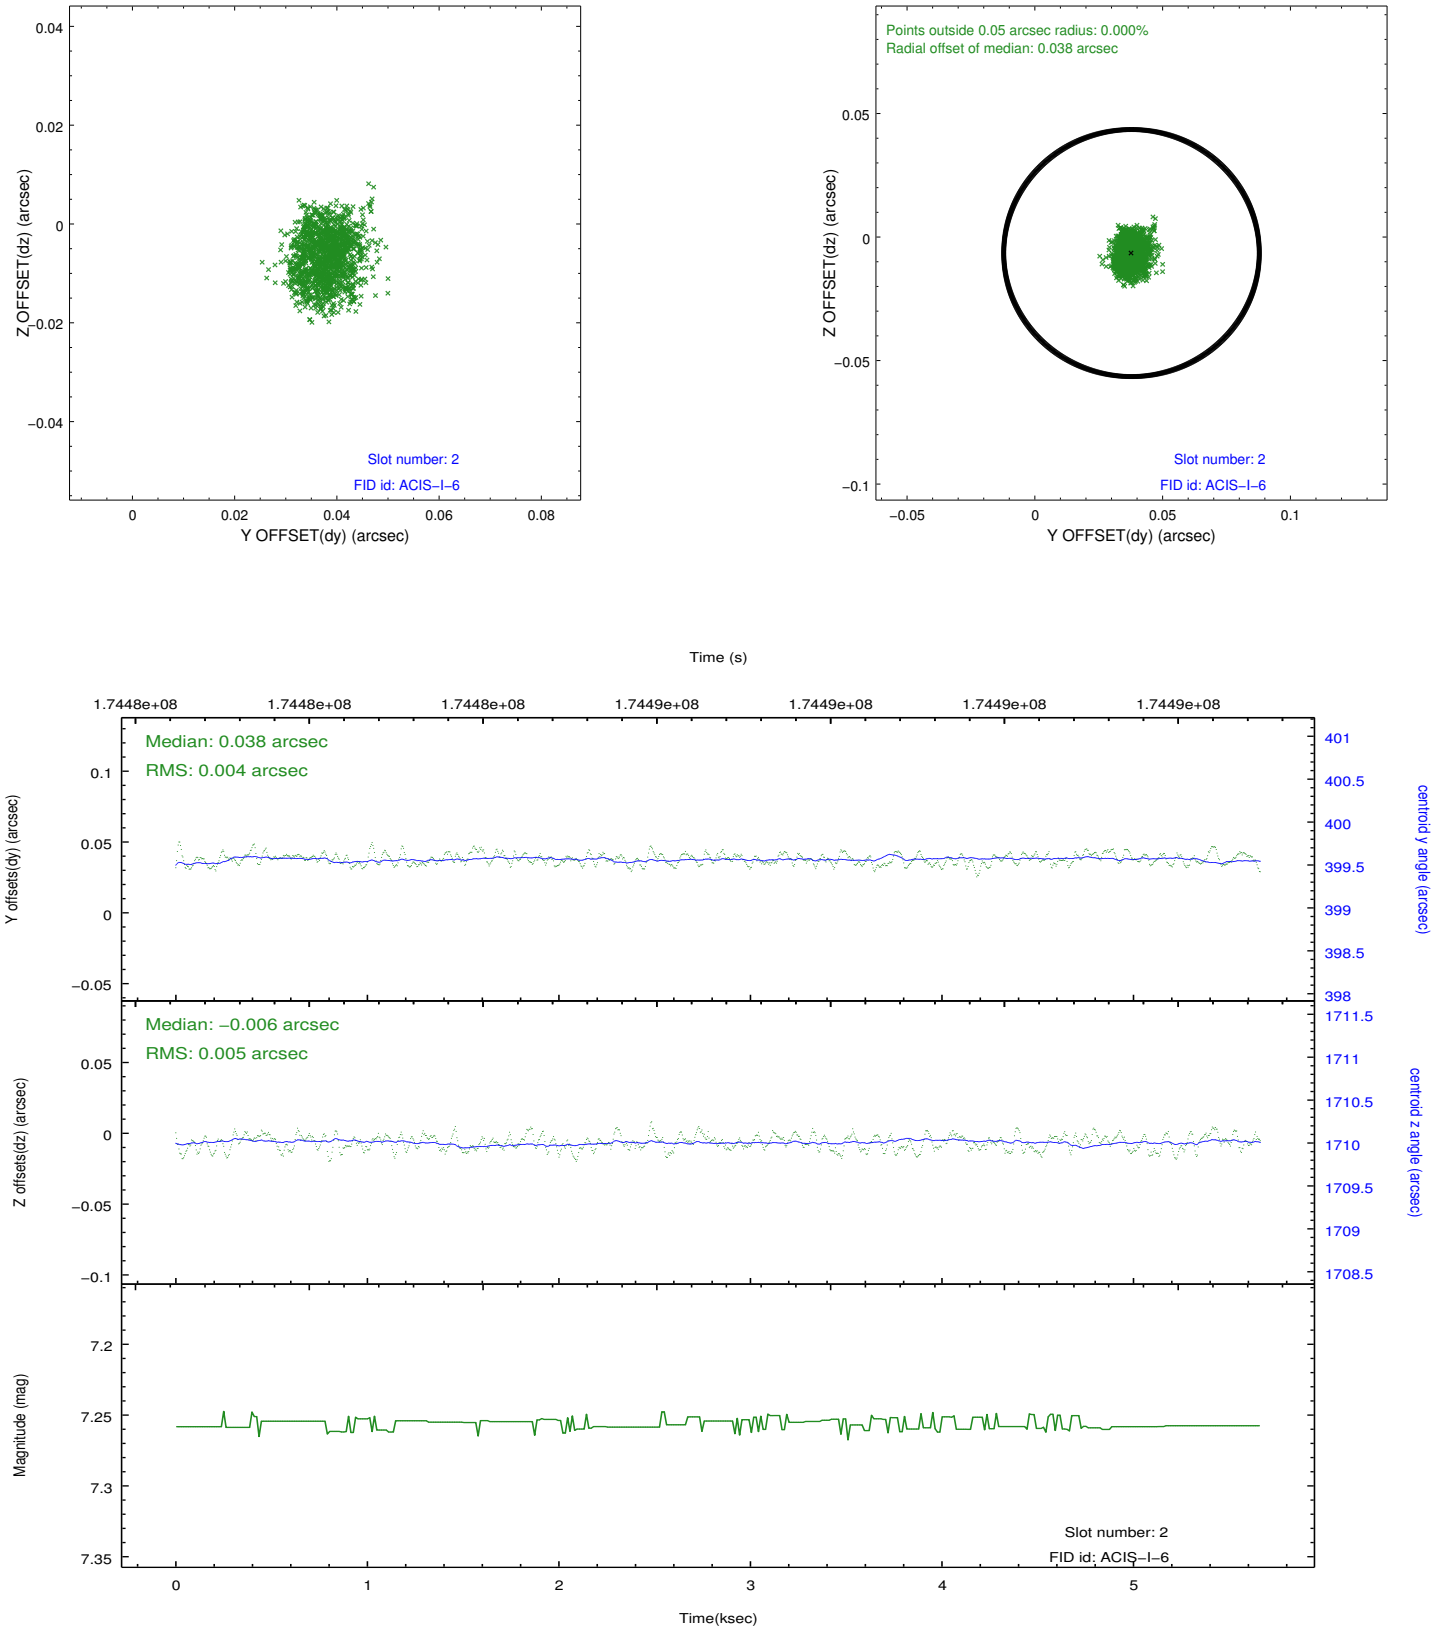 0.04
0.02
0
−0.02
−0.04
Z OFFSET(dz) (arcsec)
Slot number: 2
FID id: ACIS−I−6
0 0.02 0.04 0.06 0.08
Y OFFSET(dy) (arcsec)
Points outside 0.05 arcsec radius: 0.000%
Radial offset of median: 0.038 arcsec
0.05
0
−0.05
−0.1
Z OFFSET(dz) (arcsec)
Slot number: 2
FID id: ACIS−I−6
−0.05 0 0.05 0.1
Y OFFSET(dy) (arcsec)
Time (s)
1.7448e+08 1.7448e+08 1.7448e+08 1.7449e+08 1.7449e+08 1.7449e+08 1.7449e+08
Median: 0.038 arcsec
RMS: 0.004 arcsec
0.1
0.05
0
−0.05
Y offsets(dy) (arcsec)
401
400.5
400
399.5
399
398.5
398
centroid y angle (arcsec)
Median: −0.006 arcsec
RMS: 0.005 arcsec
0.05
0
−0.05
−0.1
Z offsets(dz) (arcsec)
1711.5
1711
1710.5
1710
1709.5
1709
1708.5
centroid z angle (arcsec)
7.2
7.25
7.3
7.35
Magnitude (mag)
Slot number: 2
FID id: ACIS−I−6
0 1 2 3 4 5
Time(ksec)